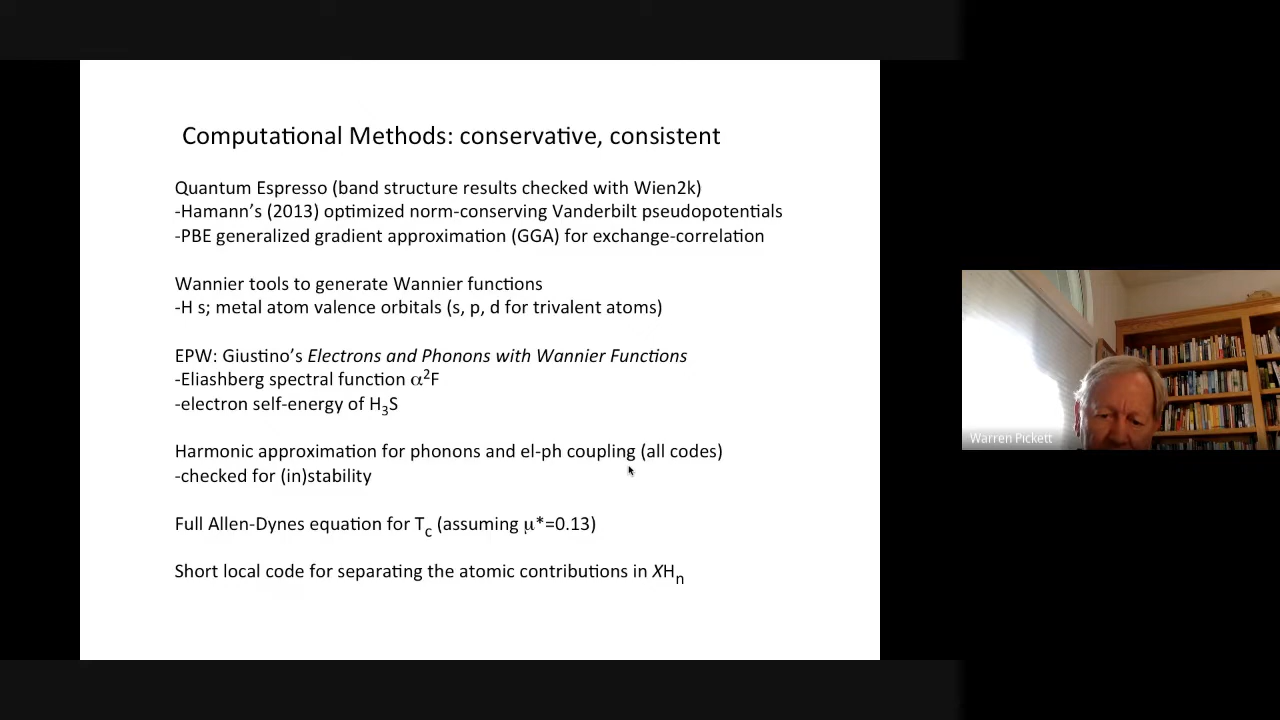 Computational Methods: conservative, consistent
Quantum Espresso (band structure results checked with Wien2k)
-Hamann’s (2013) optimized norm-conserving Vanderbilt pseudopotentials
-PBE generalized gradient approximation (GGA) for exchange-correlation
Wannier tools to generate Wannier functions
-H s; metal atom valence orbitals (s, p, d for trivalent atoms)
EPW: Giustino’s Electrons and Phonons with Wannier Functions
-Eliashberg spectral function α²F
-electron self-energy of H₃S
Harmonic approximation for phonons and el-ph coupling (all codes)
-checked for (in)stability
Full Allen-Dynes equation for Tc (assuming μ*=0.13)
Short local code for separating the atomic contributions in XHn
Warren Pickett